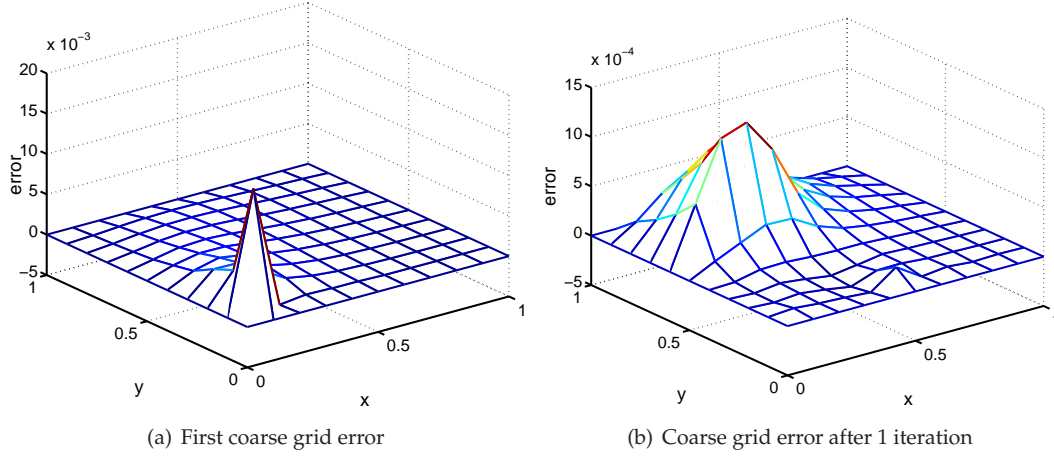 x 10⁻³
20
15
10
5
0
−5
error
1
0.5
0
y
0
0.5
1
x
(a) First coarse grid error
x 10⁻⁴
15
10
5
0
−5
error
1
0.5
0
y
0
0.5
x
(b) Coarse grid error after 1 iteration